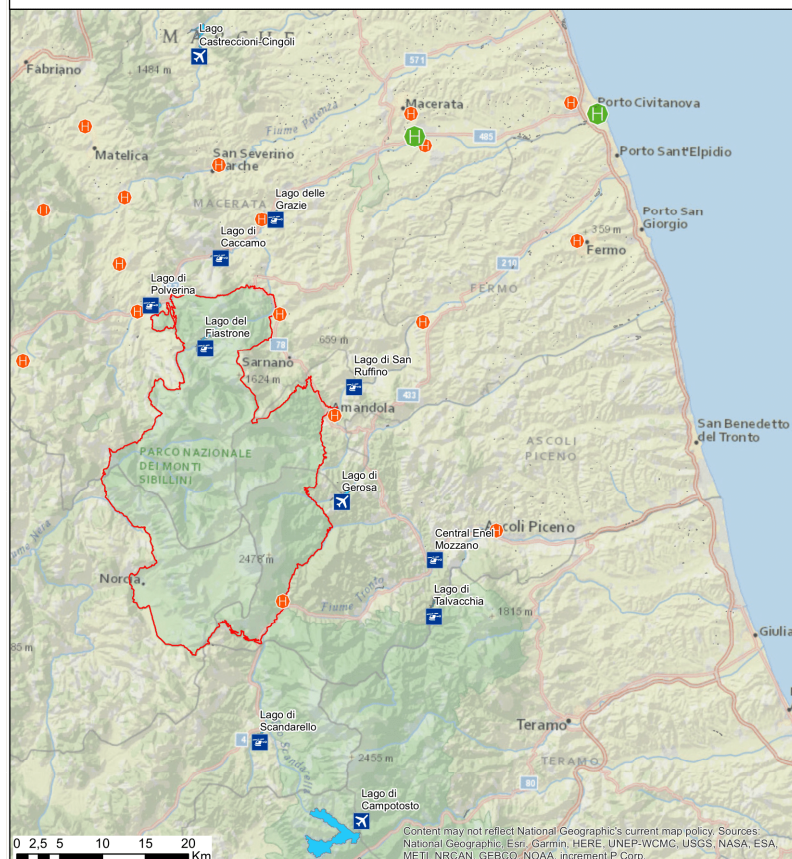 MARCHE
Lago
Castreccioni-Cingoli
Fabriano
1484 m
571
Macerata
Porto Civitanova
Fiume Potenza
485
Matelica
San Severino
Marche
Porto Sant'Elpidio
MACERATA
Lago delle
Grazie
Lago di
Caccamo
Porto San
Giorgio
359 m
Fermo
210
FERMO
Lago di
Polverina
Lago del
Fiastrone
78
659 m
Sarnano
1624 m
Lago di San
Ruffino
433
Amandola
San Benedetto
del Tronto
ASCOLI
PICENO
PARCO NAZIONALE
DEI MONTI
SIBILLINI
Lago di
Gerosa
Ascoli Piceno
Central Enel
Mozzano
2476 m
Norcia
Fiume Tronto
Lago di
Talvacchia
1815 m
Giulia
85 m
Lago di
Scandarello
4
Teramo
TERAMO
2455 m
80
Lago di
Campotosto
0 2,5 5 10 15 20
Km
Content may not reflect National Geographic's current map policy. Sources:
National Geographic, Esri, Garmin, HERE, UNEP-WCMC, USGS, NASA, ESA,
METI, NRCAN, GEBCO, NOAA, increment P Corp.